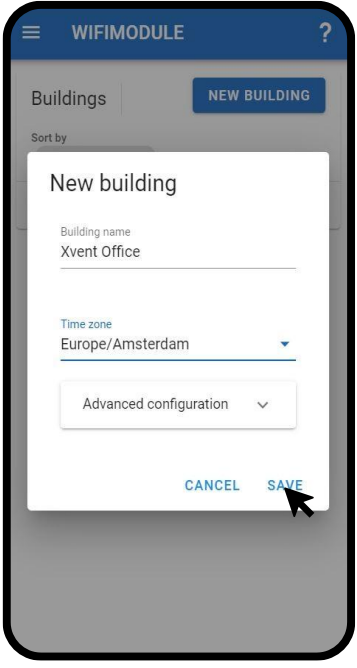 WIFIMODULE ?
Buildings NEW BUILDING
Sort by
New building
Building name
Xvent Office
Time zone
Europe/Amsterdam
Advanced configuration
CANCEL SAVE